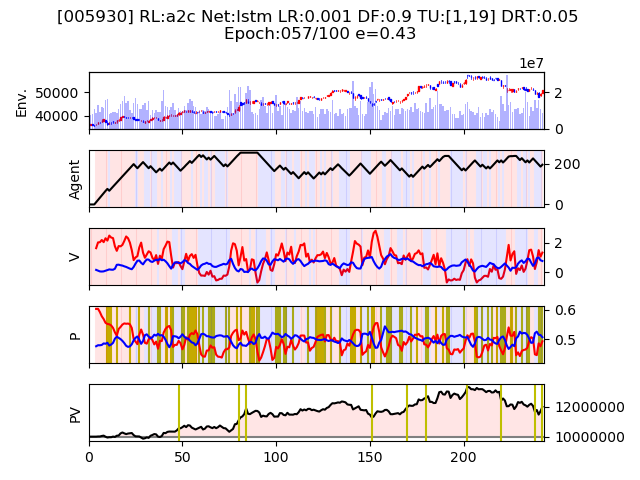 [005930] RL:a2c Net:lstm LR:0.001 DF:0.9 TU:[1,19] DRT:0.05
Epoch:057/100 e=0.43
1e7
Env.
50000
40000
2
0
Agent
200
0
V
2
0
P
0.6
0.5
PV
12000000
10000000
0 50 100 150 200